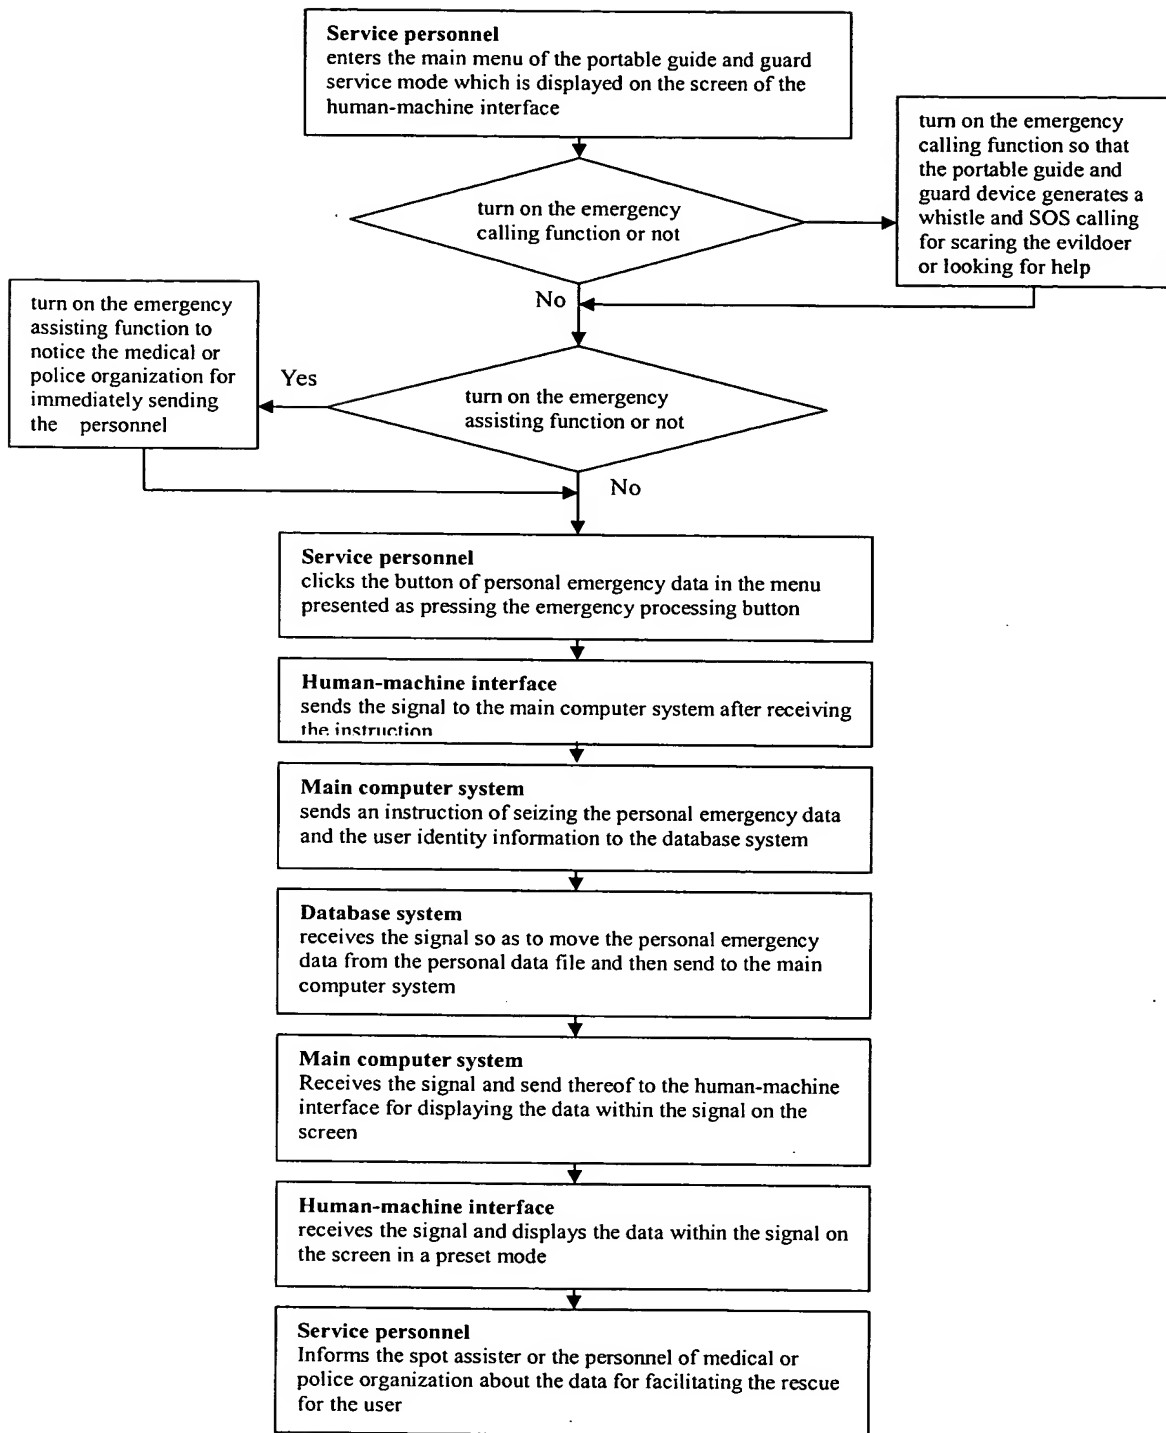 Service personnel
enters the main menu of the portable guide and guard
service mode which is displayed on the screen of the
human-machine interface
turn on the emergency
calling function so that
the portable guide and
guard device generates a
whistle and SOS calling
for scaring the evildoer
or looking for help
turn on the emergency
calling function or not
No
turn on the emergency
assisting function to
notice the medical or
police organization for
immediately sending
the personnel
Yes
turn on the emergency
assisting function or not
No
Service personnel
clicks the button of personal emergency data in the menu
presented as pressing the emergency processing button
Human-machine interface
sends the signal to the main computer system after receiving
the instruction
Main computer system
sends an instruction of seizing the personal emergency data
and the user identity information to the database system
Database system
receives the signal so as to move the personal emergency
data from the personal data file and then send to the main
computer system
Main computer system
Receives the signal and send thereof to the human-machine
interface for displaying the data within the signal on the
screen
Human-machine interface
receives the signal and displays the data within the signal on
the screen in a preset mode
Service personnel
Informs the spot assister or the personnel of medical or
police organization about the data for facilitating the rescue
for the user